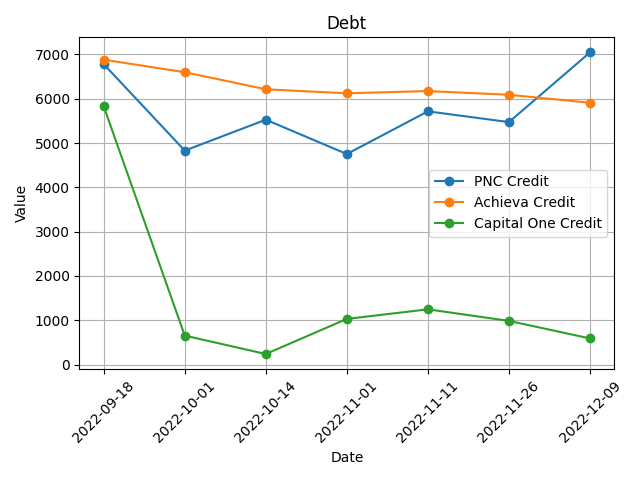 Debt
Value
7000
6000
5000
4000
3000
2000
1000
0
PNC Credit
Achieva Credit
Capital One Credit
2022-09-18
2022-10-01
2022-10-14
2022-11-01
2022-11-11
2022-11-26
2022-12-09
Date